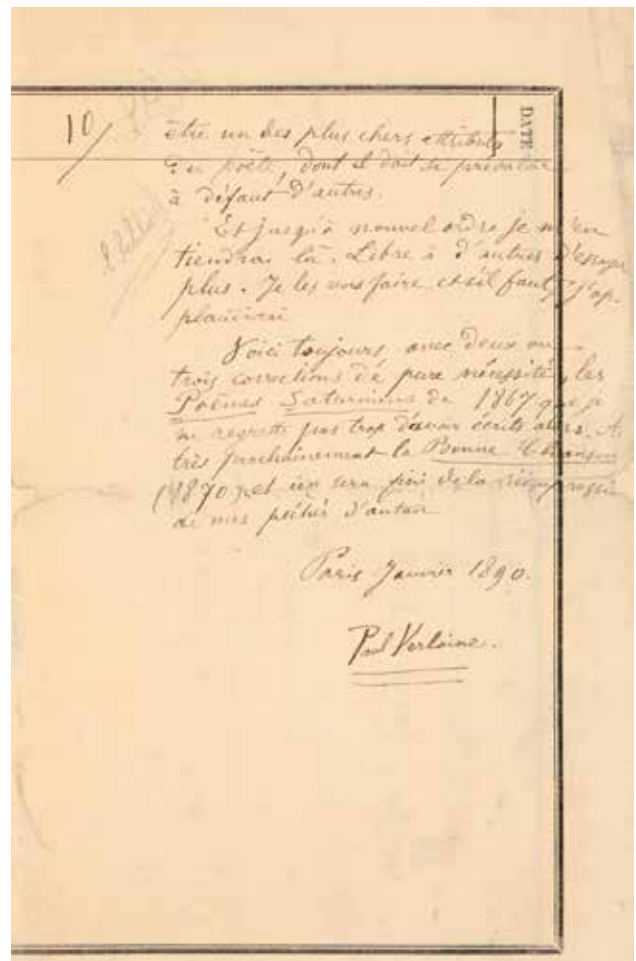 10/
DATE
être un des plus chers attributs
du poète, dont il doit se prévaloir
à défaut d'autres.
Et jusqu'à nouvel ordre je m'en
tiendrai là. Libre à d'autres d'essayer
plus. Je les vois faire et s'il faut, j'ap-
plaudirai
Voici toujours, avec deux ou
trois corrections de pure nécessité, les
Poèmes Saturniens de 1867 que je
ne regrette pas trop d'avoir écrits alors. A
très prochainement la Bonne Chanson
(1870) et c'en sera fini de la réimpression
de mes péchés d'antan
Paris Janvier 1890.
Paul Verlaine.